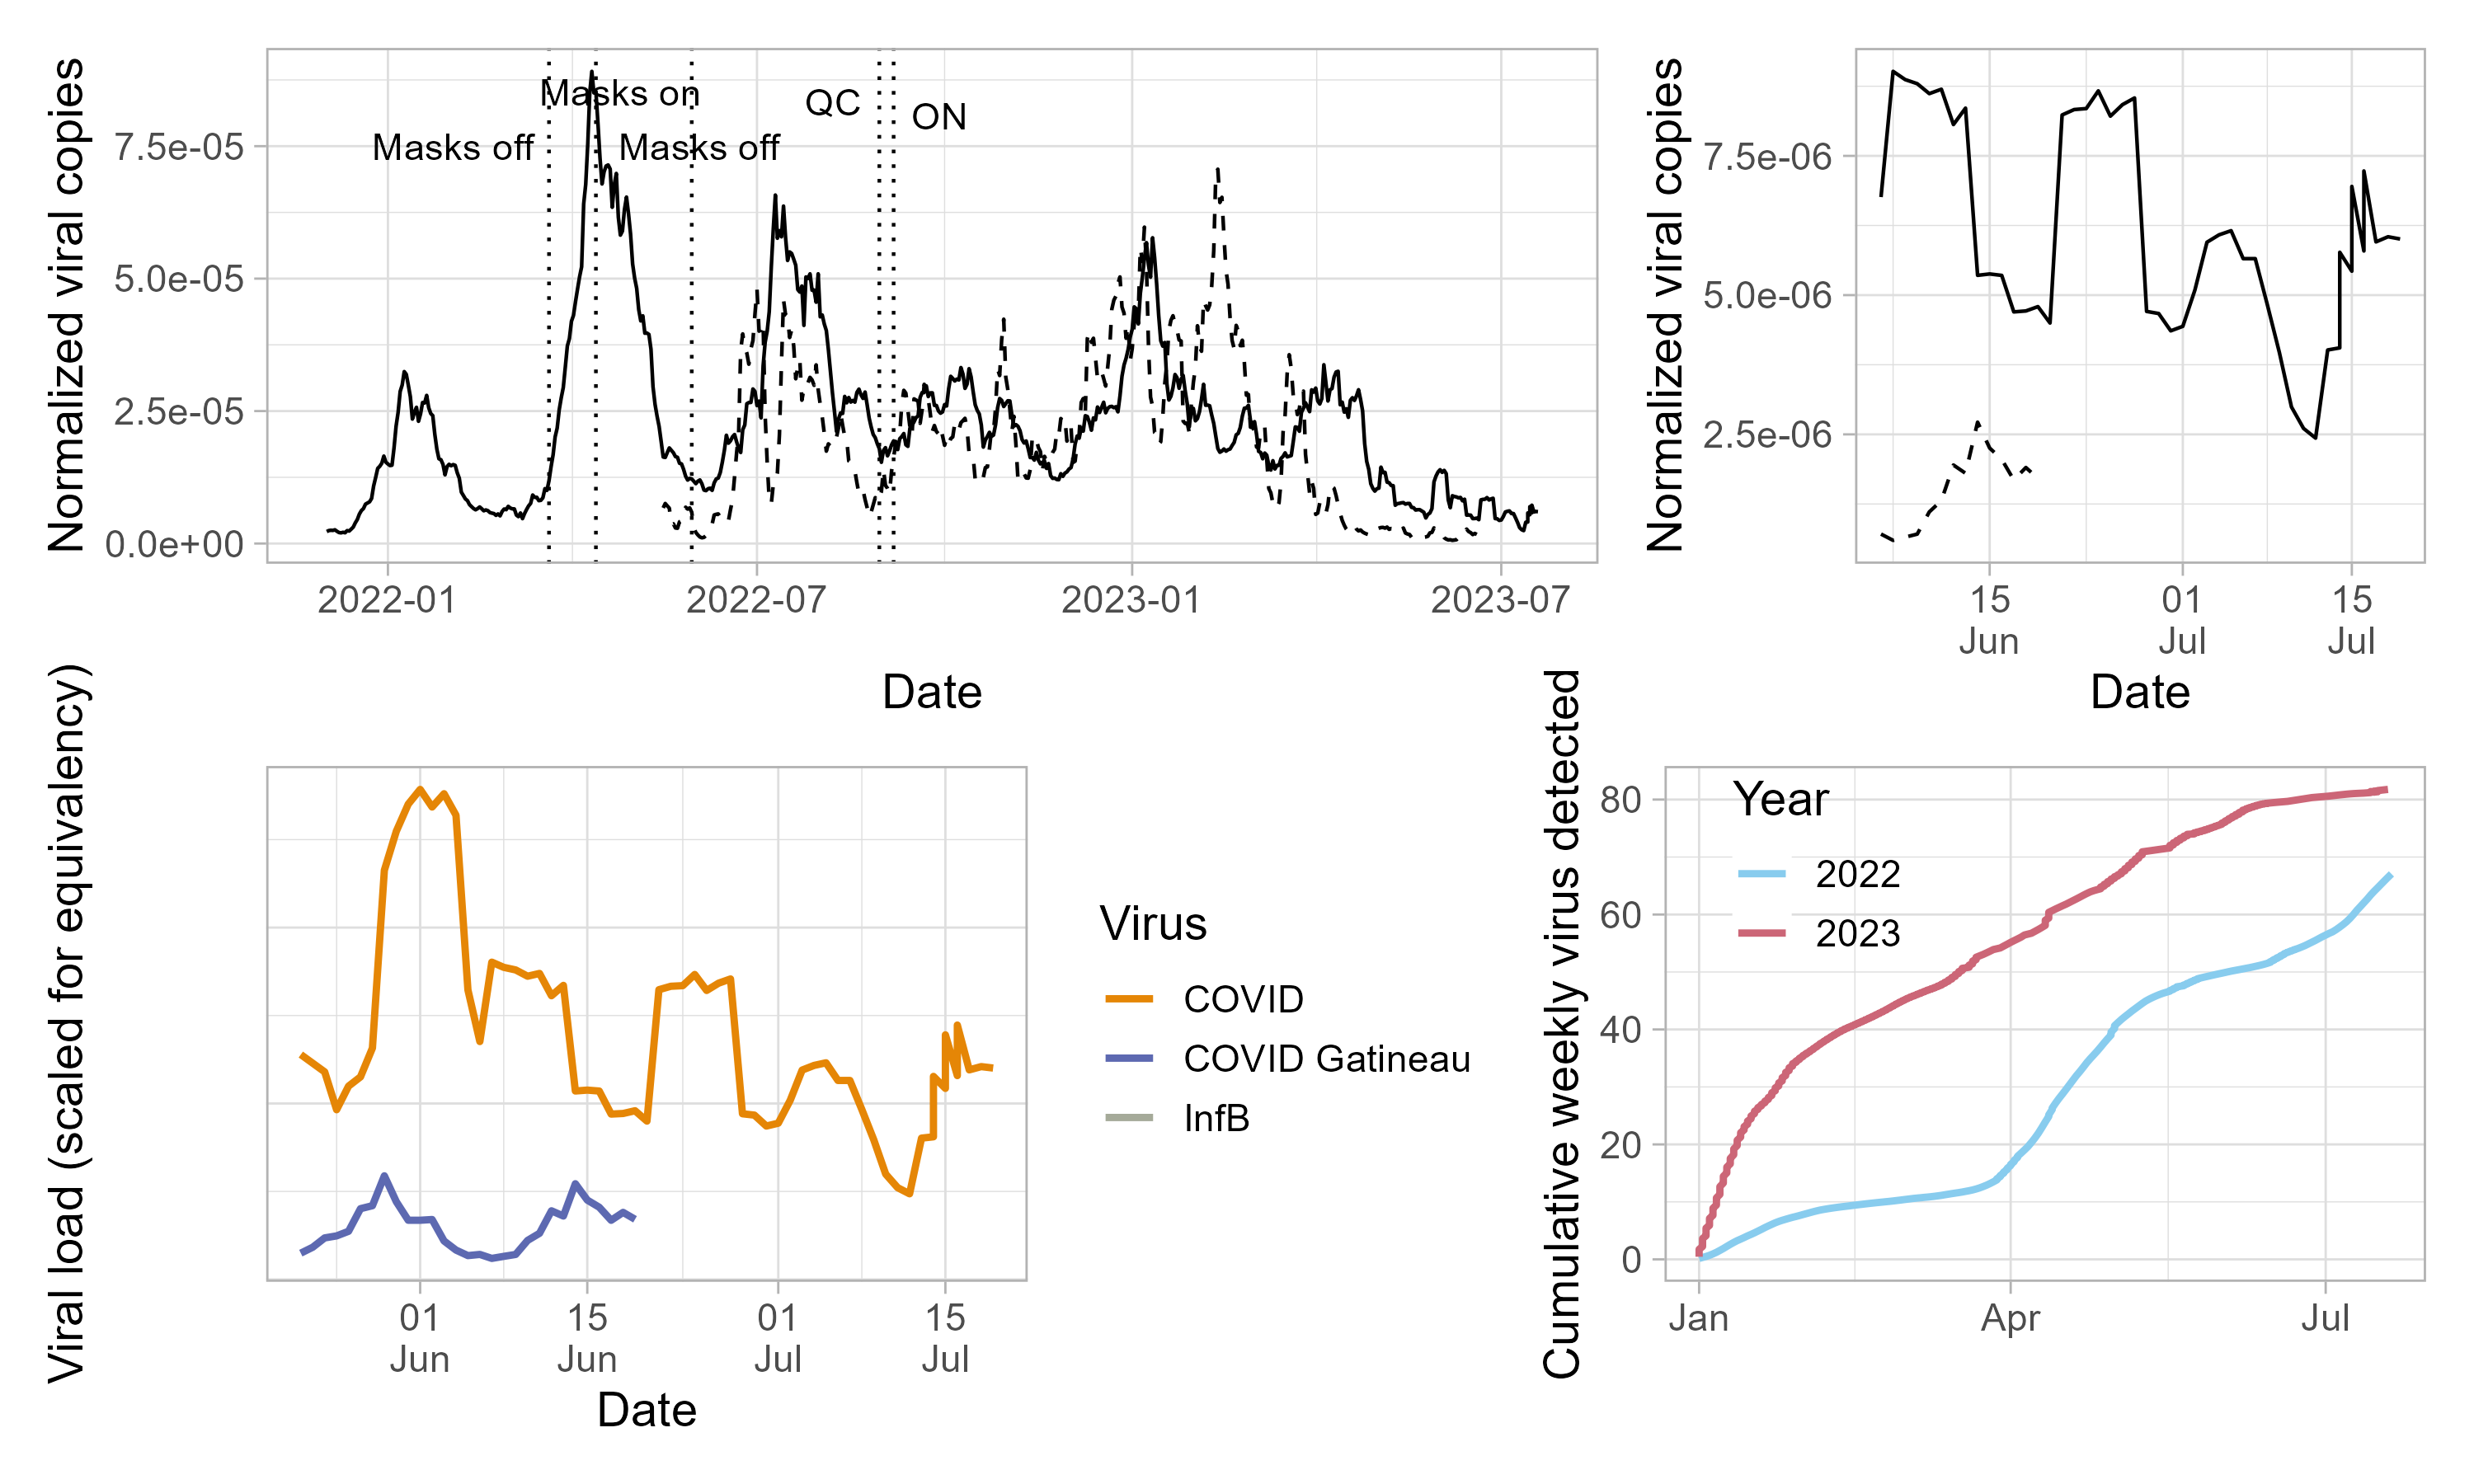 Normalized viral copies
7.5e-05
5.0e-05
2.5e-05
0.0e+00
Masks on
Masks off
Masks off
QC
ON
2022-01
2022-07
2023-01
2023-07
Date
Normalized viral copies
7.5e-06
5.0e-06
2.5e-06
15
Jun
01
Jul
15
Jul
Date
Viral load (scaled for equivalency)
01
Jun
15
Jun
01
Jul
15
Jul
Date
Virus
COVID
COVID Gatineau
InfB
Cumulative weekly virus detected
80
60
40
20
0
Year
2022
2023
Jan
Apr
Jul